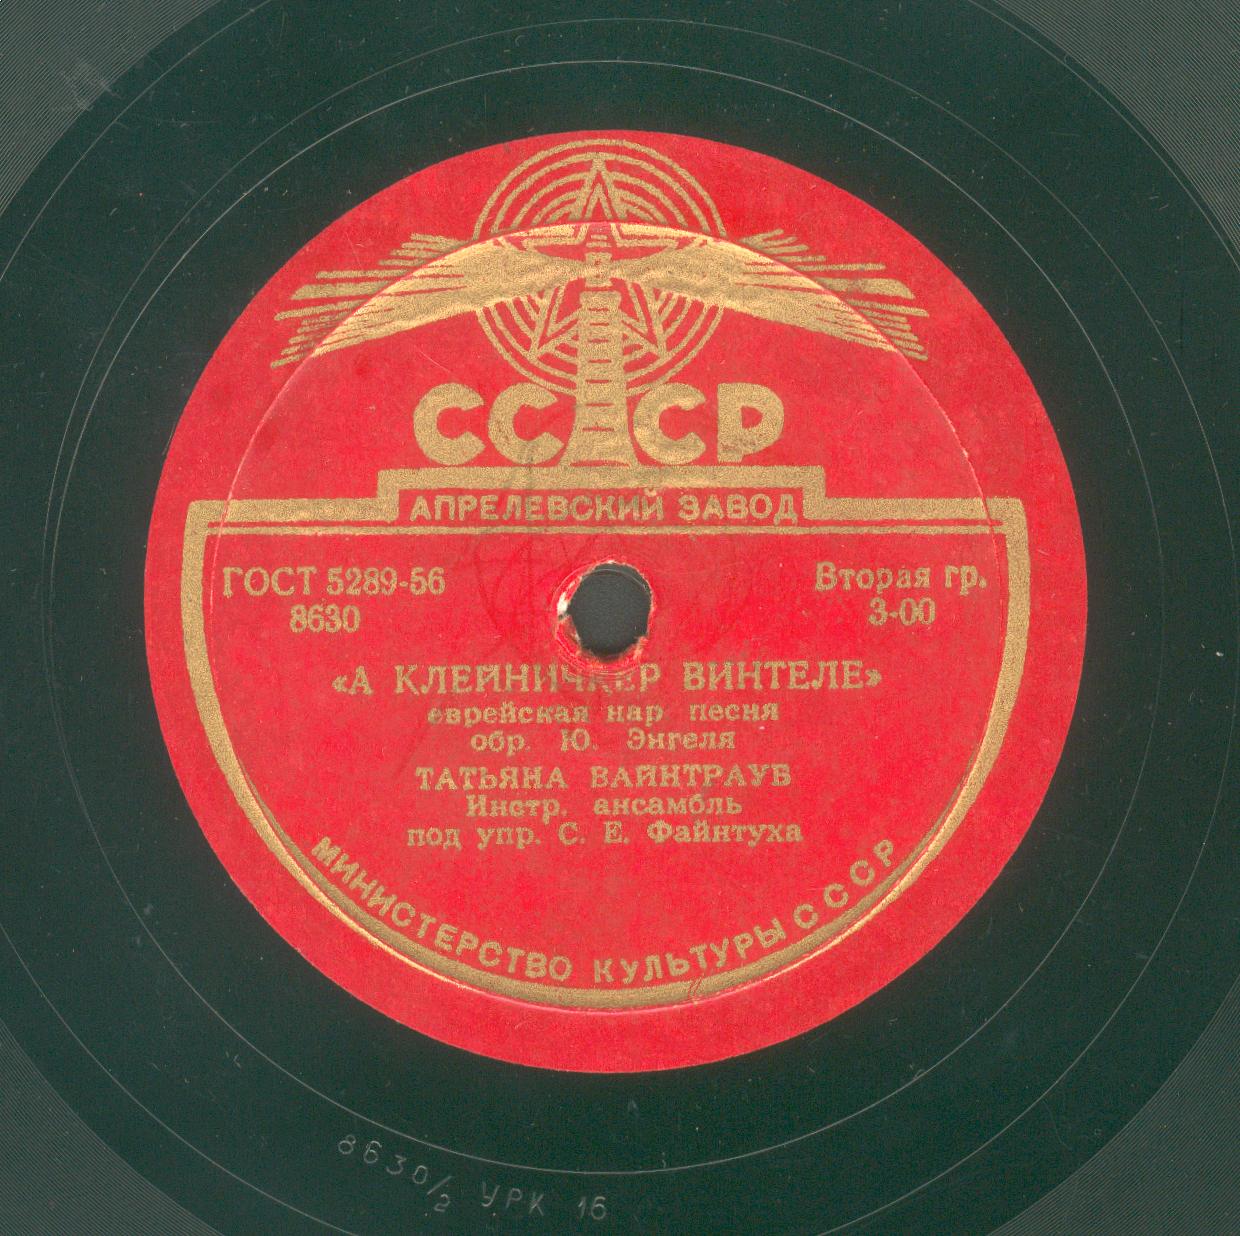 СССР
АПРЕЛЕВСКИЙ ЗАВОД
ГОСТ 5289-56
8630
Вторая гр.
3-00
«А КЛЕЙНИЧКЕР ВИНТЕЛЕ»
еврейская нар. песня
обр. Ю. Энгеля
ТАТЬЯНА ВАЙНТРАУБ
Инстр. ансамбль
под упр. С. Е. Файнтуха
МИНИСТЕРСТВО КУЛЬТУРЫ СССР
8630/2 УРК 16